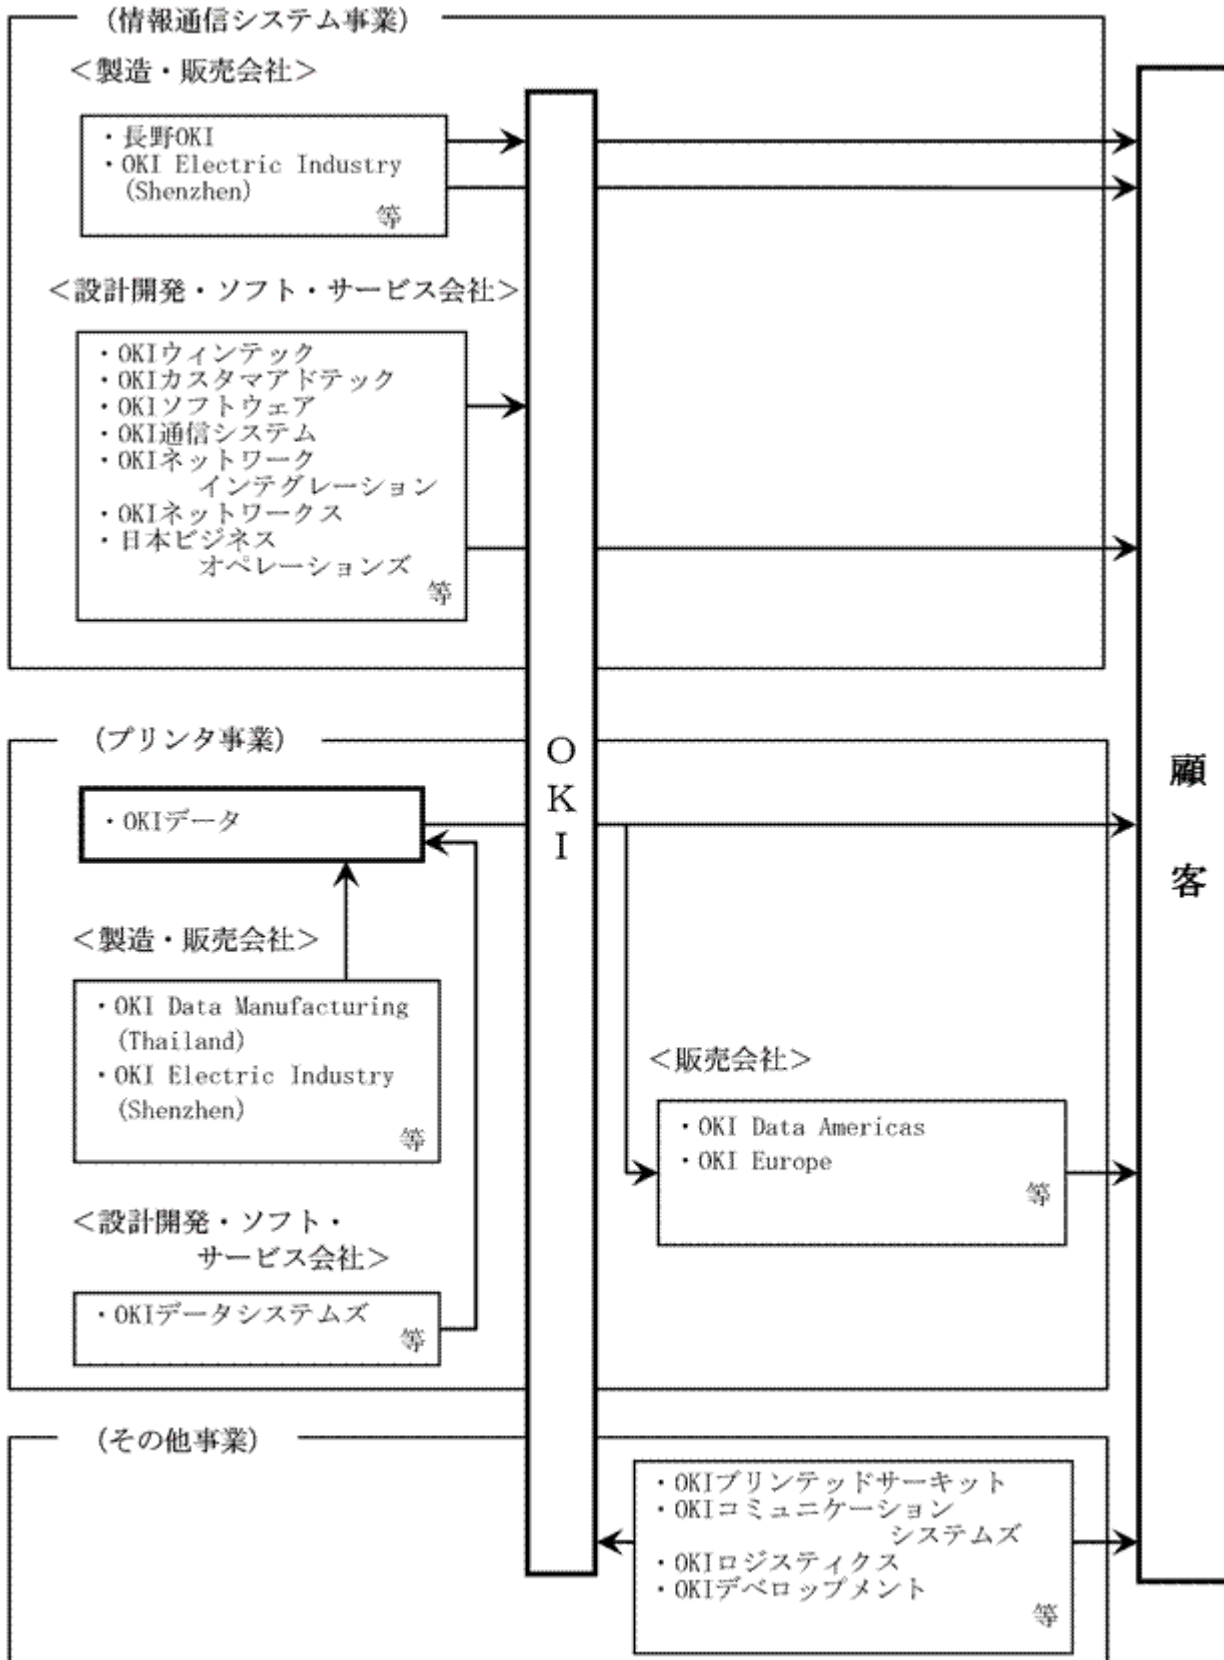 (情報通信システム事業)
＜製造・販売会社＞
・長野OKI
・OKI Electric Industry
(Shenzhen)
等
＜設計開発・ソフト・サービス会社＞
・OKIウィンテック
・OKIカスタマアドテック
・OKIソフトウェア
・OKI通信システム
・OKIネットワーク
インテグレーション
・OKIネットワークス
・日本ビジネス
オペレーションズ
等
OKI
顧客
(プリンタ事業)
・OKIデータ
＜製造・販売会社＞
・OKI Data Manufacturing
(Thailand)
・OKI Electric Industry
(Shenzhen)
等
＜販売会社＞
・OKI Data Americas
・OKI Europe
等
＜設計開発・ソフト・
サービス会社＞
・OKIデータシステムズ
等
(その他事業)
・OKIプリンテッドサーキット
・OKIコミュニケーション
システムズ
・OKIロジスティクス
・OKIデベロップメント
等